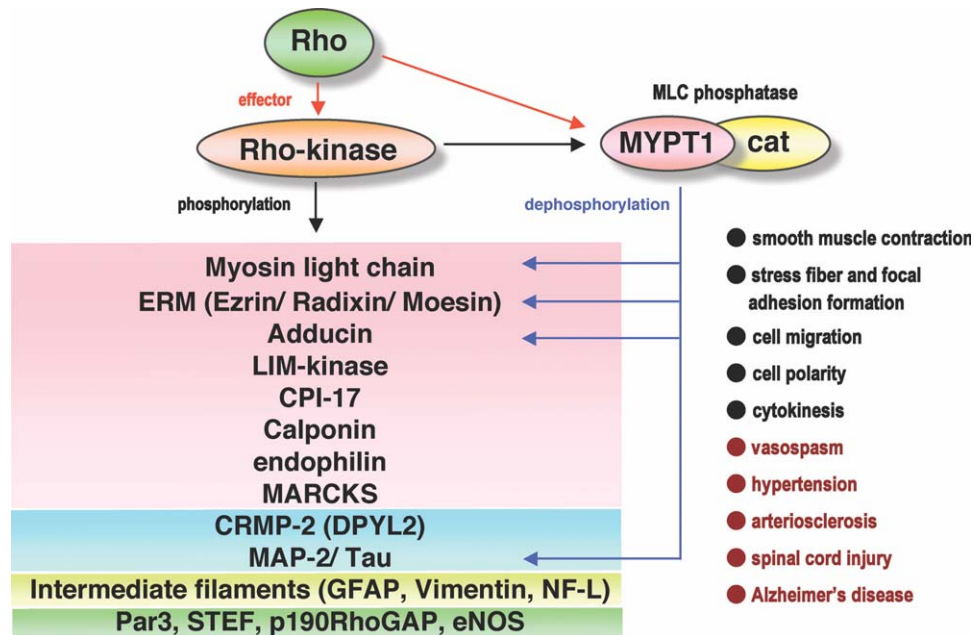 Rho
effector
MLC phosphatase
Rho-kinase
MYPT1
cat
phosphorylation
dephosphorylation
Myosin light chain
ERM (Ezrin/ Radixin/ Moesin)
Adducin
LIM-kinase
CPI-17
Calponin
endophilin
MARCKS
CRMP-2 (DPYL2)
MAP-2/ Tau
Intermediate filaments (GFAP, Vimentin, NF-L)
Par3, STEF, p190RhoGAP, eNOS
smooth muscle contraction
stress fiber and focal
adhesion formation
cell migration
cell polarity
cytokinesis
vasospasm
hypertension
arteriosclerosis
spinal cord injury
Alzheimer's disease